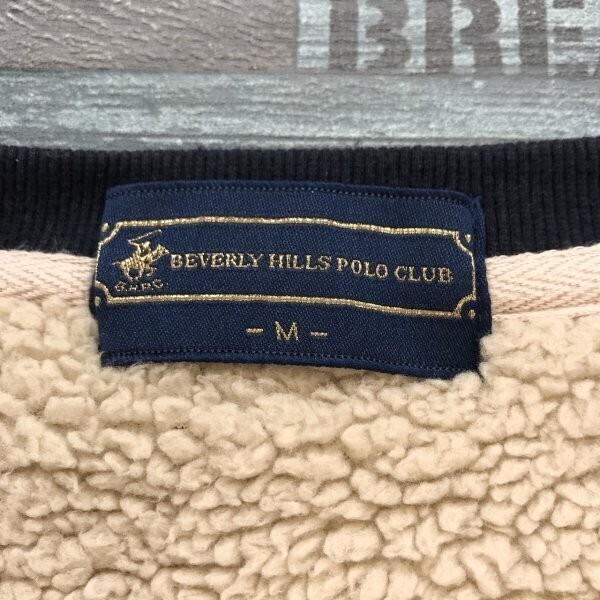 BREA
BEVERLY HILLS POLO CLUB
B.H.P.C.
- M -